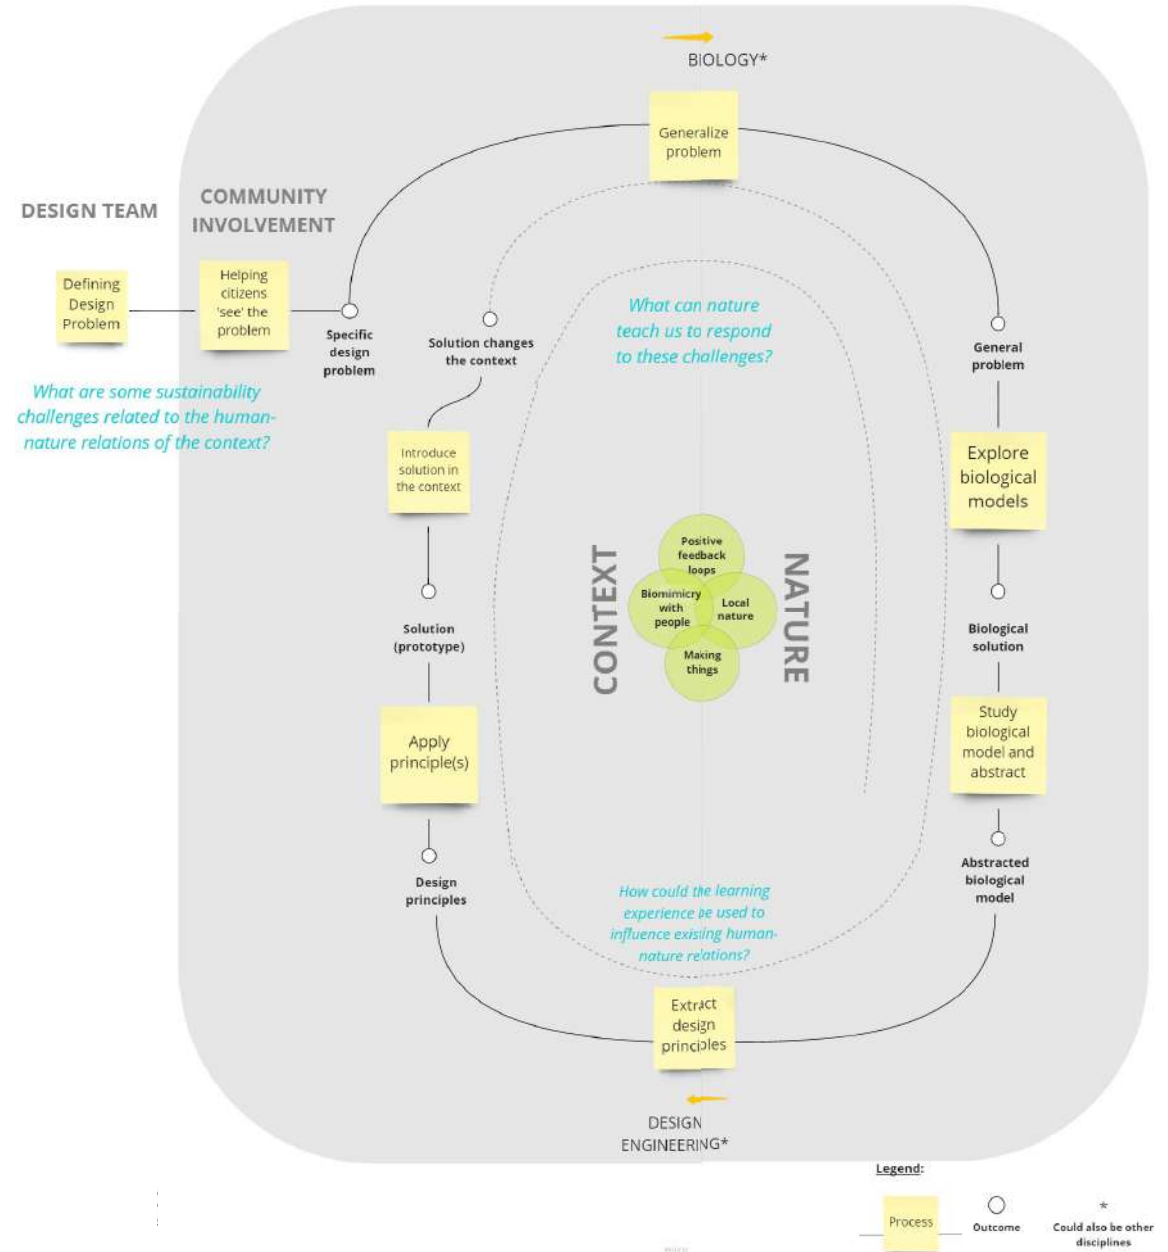 BIOLOGY*
Generalize
problem
DESIGN TEAM
COMMUNITY
INVOLVEMENT
Defining
Design
Problem
Helping
citizens
'see' the
problem
Specific
design
problem
What are some sustainability
challenges related to the human-
nature relations of the context?
Solution changes
the context
What can nature
teach us to respond
to these challenges?
General
problem
Introduce
solution in
the context
Explore
biological
models
CONTEXT
Positive
feedback
loops
Biomimicry
with
people
Local
nature
Making
things
NATURE
Solution
(prototype)
Biological
solution
Apply
principle(s)
Study
biological
model and
abstract
Design
principles
Abstracted
biological
model
How could the learning
experience be used to
influence existing human-
nature relations?
Extract
design
principles
DESIGN
ENGINEERING*
Legend:
Process
Outcome
*
Could also be other
disciplines